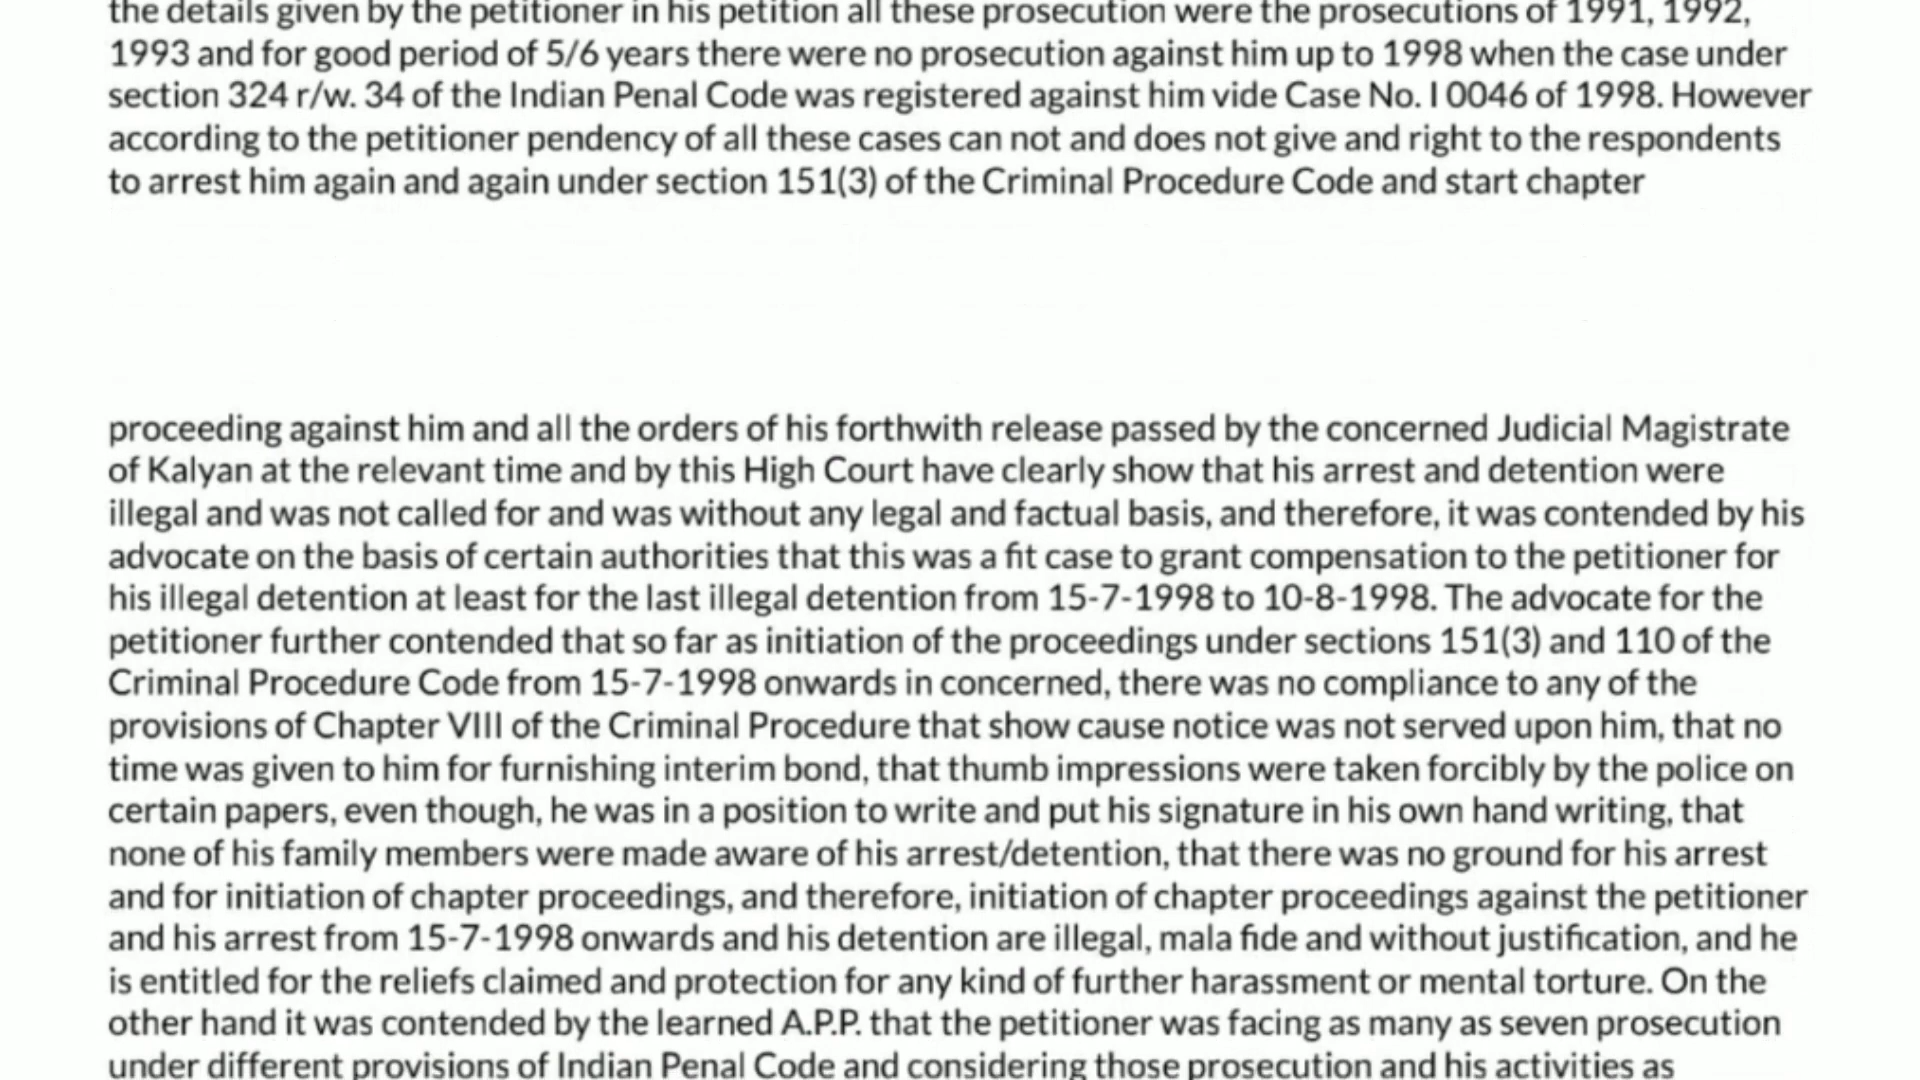 the details given by the petitioner in his petition all these prosecution were the prosecutions of 1991, 1992,
1993 and for good period of 5/6 years there were no prosecution against him up to 1998 when the case under
section 324 r/w. 34 of the Indian Penal Code was registered against him vide Case No. I 0046 of 1998. However
according to the petitioner pendency of all these cases can not and does not give and right to the respondents
to arrest him again and again under section 151(3) of the Criminal Procedure Code and start chapter
proceeding against him and all the orders of his forthwith release passed by the concerned Judicial Magistrate
of Kalyan at the relevant time and by this High Court have clearly show that his arrest and detention were
illegal and was not called for and was without any legal and factual basis, and therefore, it was contended by his
advocate on the basis of certain authorities that this was a fit case to grant compensation to the petitioner for
his illegal detention at least for the last illegal detention from 15-7-1998 to 10-8-1998. The advocate for the
petitioner further contended that so far as initiation of the proceedings under sections 151(3) and 110 of the
Criminal Procedure Code from 15-7-1998 onwards in concerned, there was no compliance to any of the
provisions of Chapter VIII of the Criminal Procedure that show cause notice was not served upon him, that no
time was given to him for furnishing interim bond, that thumb impressions were taken forcibly by the police on
certain papers, even though, he was in a position to write and put his signature in his own hand writing, that
none of his family members were made aware of his arrest/detention, that there was no ground for his arrest
and for initiation of chapter proceedings, and therefore, initiation of chapter proceedings against the petitioner
and his arrest from 15-7-1998 onwards and his detention are illegal, mala fide and without justification, and he
is entitled for the reliefs claimed and protection for any kind of further harassment or mental torture. On the
other hand it was contended by the learned A.P.P. that the petitioner was facing as many as seven prosecution
under different provisions of Indian Penal Code and considering those prosecution and his activities as